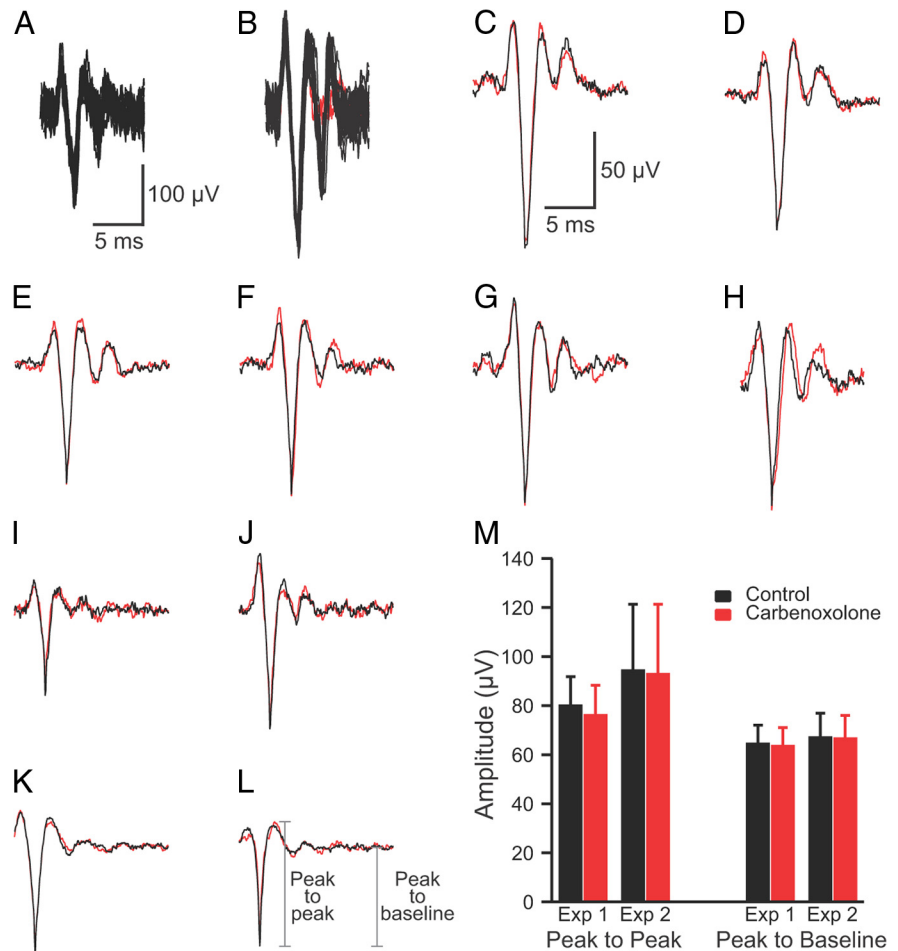 A
B
C
D
100 µV
5 ms
50 µV
5 ms
E
F
G
H
I
J
M
140
120
100
80
60
40
20
0
Amplitude (µV)
Control
Carbenoxolone
Exp 1
Exp 2
Exp 1
Exp 2
Peak to Peak
Peak to Baseline
K
L
Peak
to
peak
Peak
to
baseline